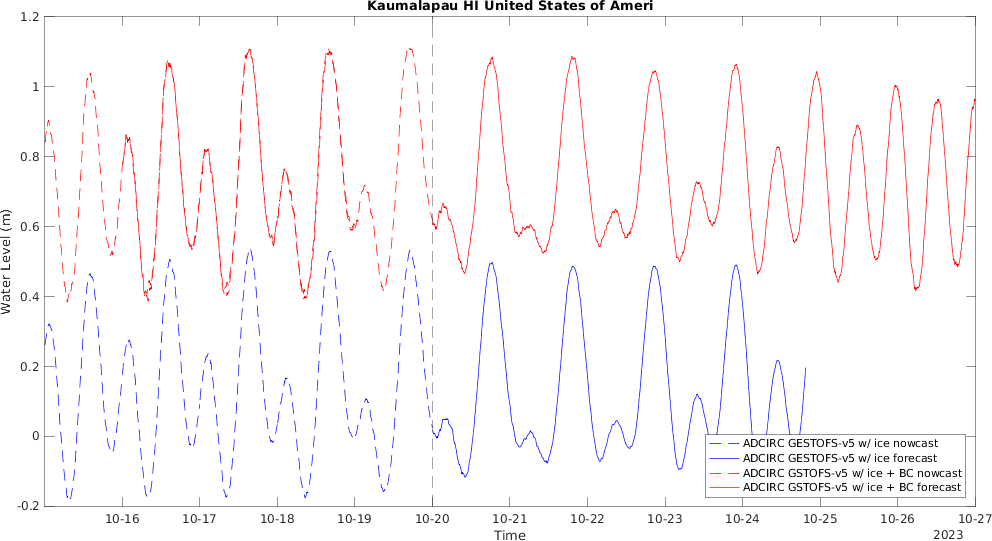 Kaumalapau HI United States of Ameri
1.2
1
0.8
0.6
0.4
0.2
0
-0.2
Water Level (m)
10-16 10-17 10-18 10-19 10-20 10-21 10-22 10-23 10-24 10-25 10-26 10-27
Time
2023
ADCIRC GESTOFS-v5 w/ ice nowcast
ADCIRC GESTOFS-v5 w/ ice forecast
ADCIRC GSTOFS-v5 w/ ice + BC nowcast
ADCIRC GSTOFS-v5 w/ ice + BC forecast